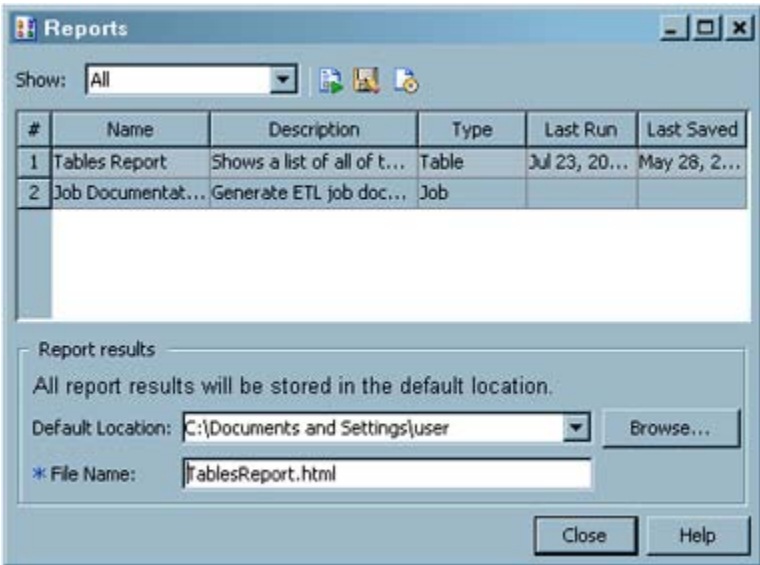 Reports
Show: All
# Name Description Type Last Run Last Saved
1 Tables Report Shows a list of all of t... Table Jul 23, 20... May 28, 2...
2 Job Documentat... Generate ETL job doc... Job
Report results
All report results will be stored in the default location.
Default Location: C:\Documents and Settings\user Browse...
* File Name: TablesReport.html
Close Help